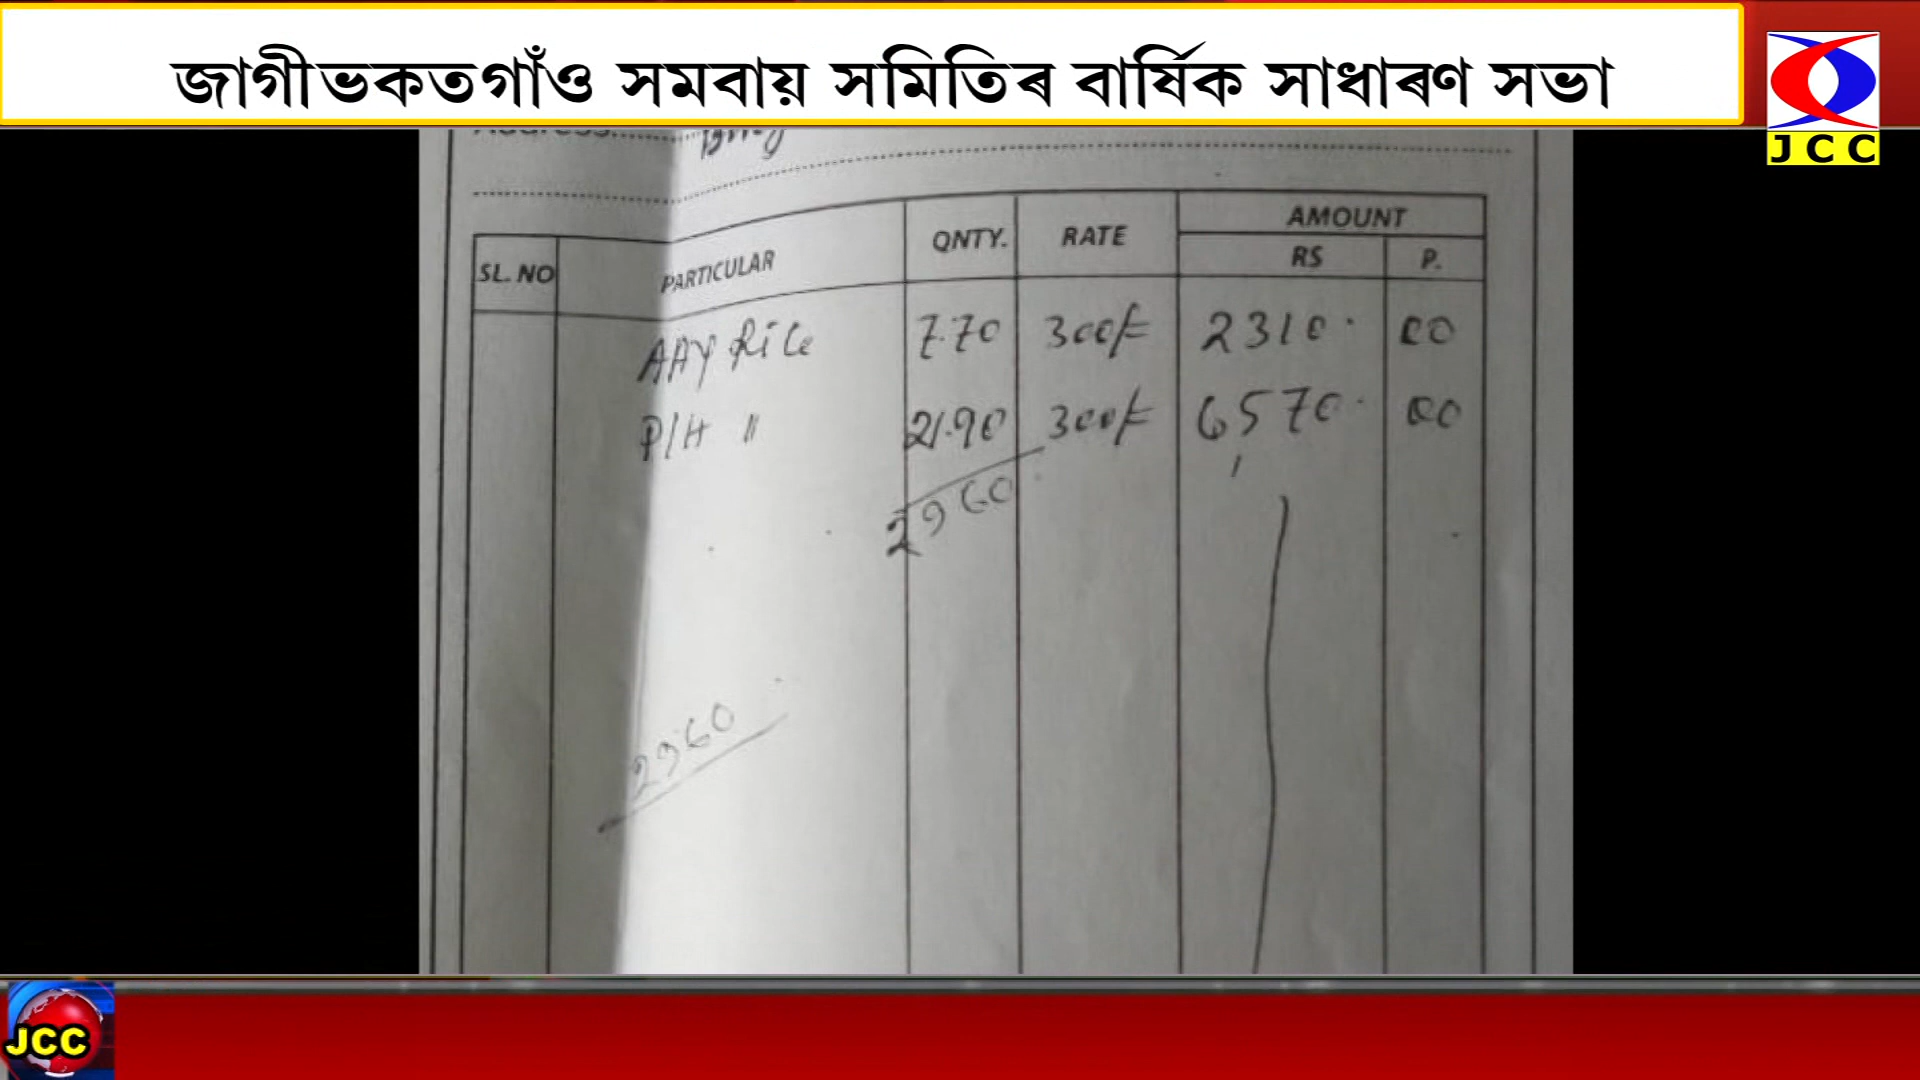 জাগীভকতগাঁও সমবায় সমিতিৰ বাৰ্ষিক সাধাৰণ সভা
JCC
Address
SL. NO PARTICULAR QNTY. RATE AMOUNT
RS P.
AAY Rice 7.70 300/= 2310. 00
P/H " 21.90 300/= 6570. 00
2960
2960
JCC